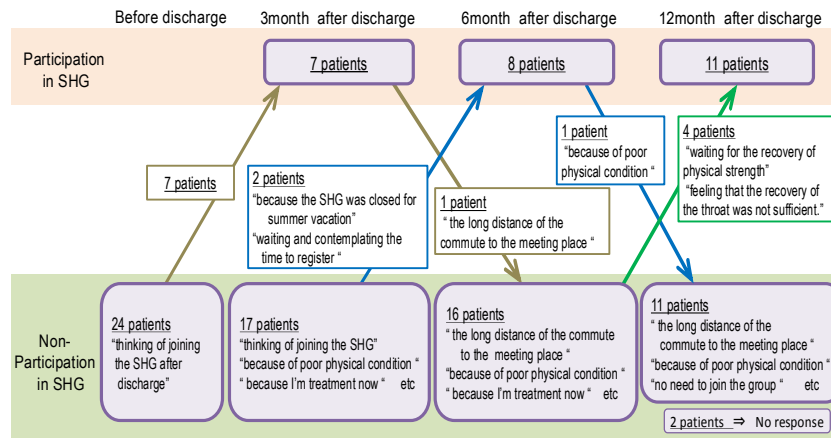 Before discharge
3month after discharge
6month after discharge
12month after discharge
Participation
in SHG
7 patients
8 patients
11 patients
7 patients
2 patients
"because the SHG was closed for
summer vacation"
"waiting and contemplating the
time to register "
1 patient
" the long distance of the
commute to the meeting place "
1 patient
"because of poor
physical condition "
4 patients
"waiting for the recovery of
physical strength"
"feeling that the recovery of
the throat was not sufficient."
Non-
Participation
in SHG
24 patients
"thinking of joining
the SHG after
discharge"
17 patients
"thinking of joining the SHG"
"because of poor physical condition "
" because I'm treatment now " etc
16 patients
" the long distance of the commute
to the meeting place "
"because of poor physical condition "
" because I'm treatment now " etc
11 patients
" the long distance of the
commute to the meeting place "
"because of poor physical condition "
"no need to join the group " etc
2 patients ⇒ No response